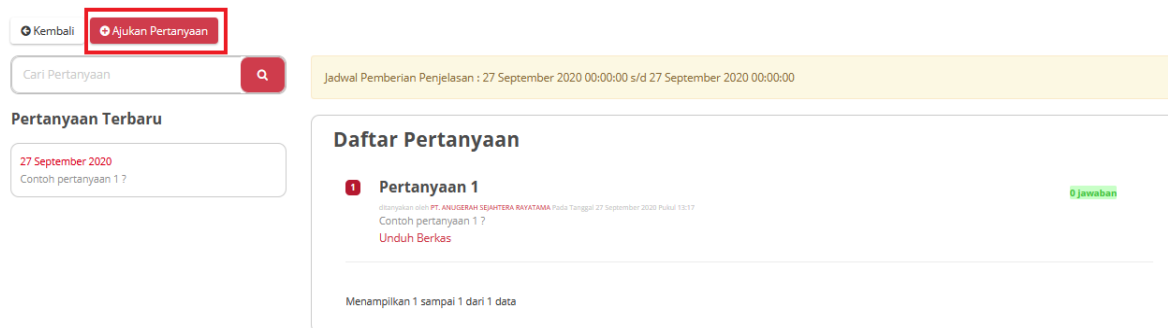 Kembali
Ajukan Pertanyaan
Cari Pertanyaan
Pertanyaan Terbaru
27 September 2020
Contoh pertanyaan 1 ?
Jadwal Pemberian Penjelasan : 27 September 2020 00:00:00 s/d 27 September 2020 00:00:00
Daftar Pertanyaan
1
Pertanyaan 1
0 jawaban
ditanyakan oleh PT. ANUGERAH SEJAHTERA RAYATAMA Pada Tanggal 27 September 2020 Pukul 13:17
Contoh pertanyaan 1 ?
Unduh Berkas
Menampilkan 1 sampai 1 dari 1 data